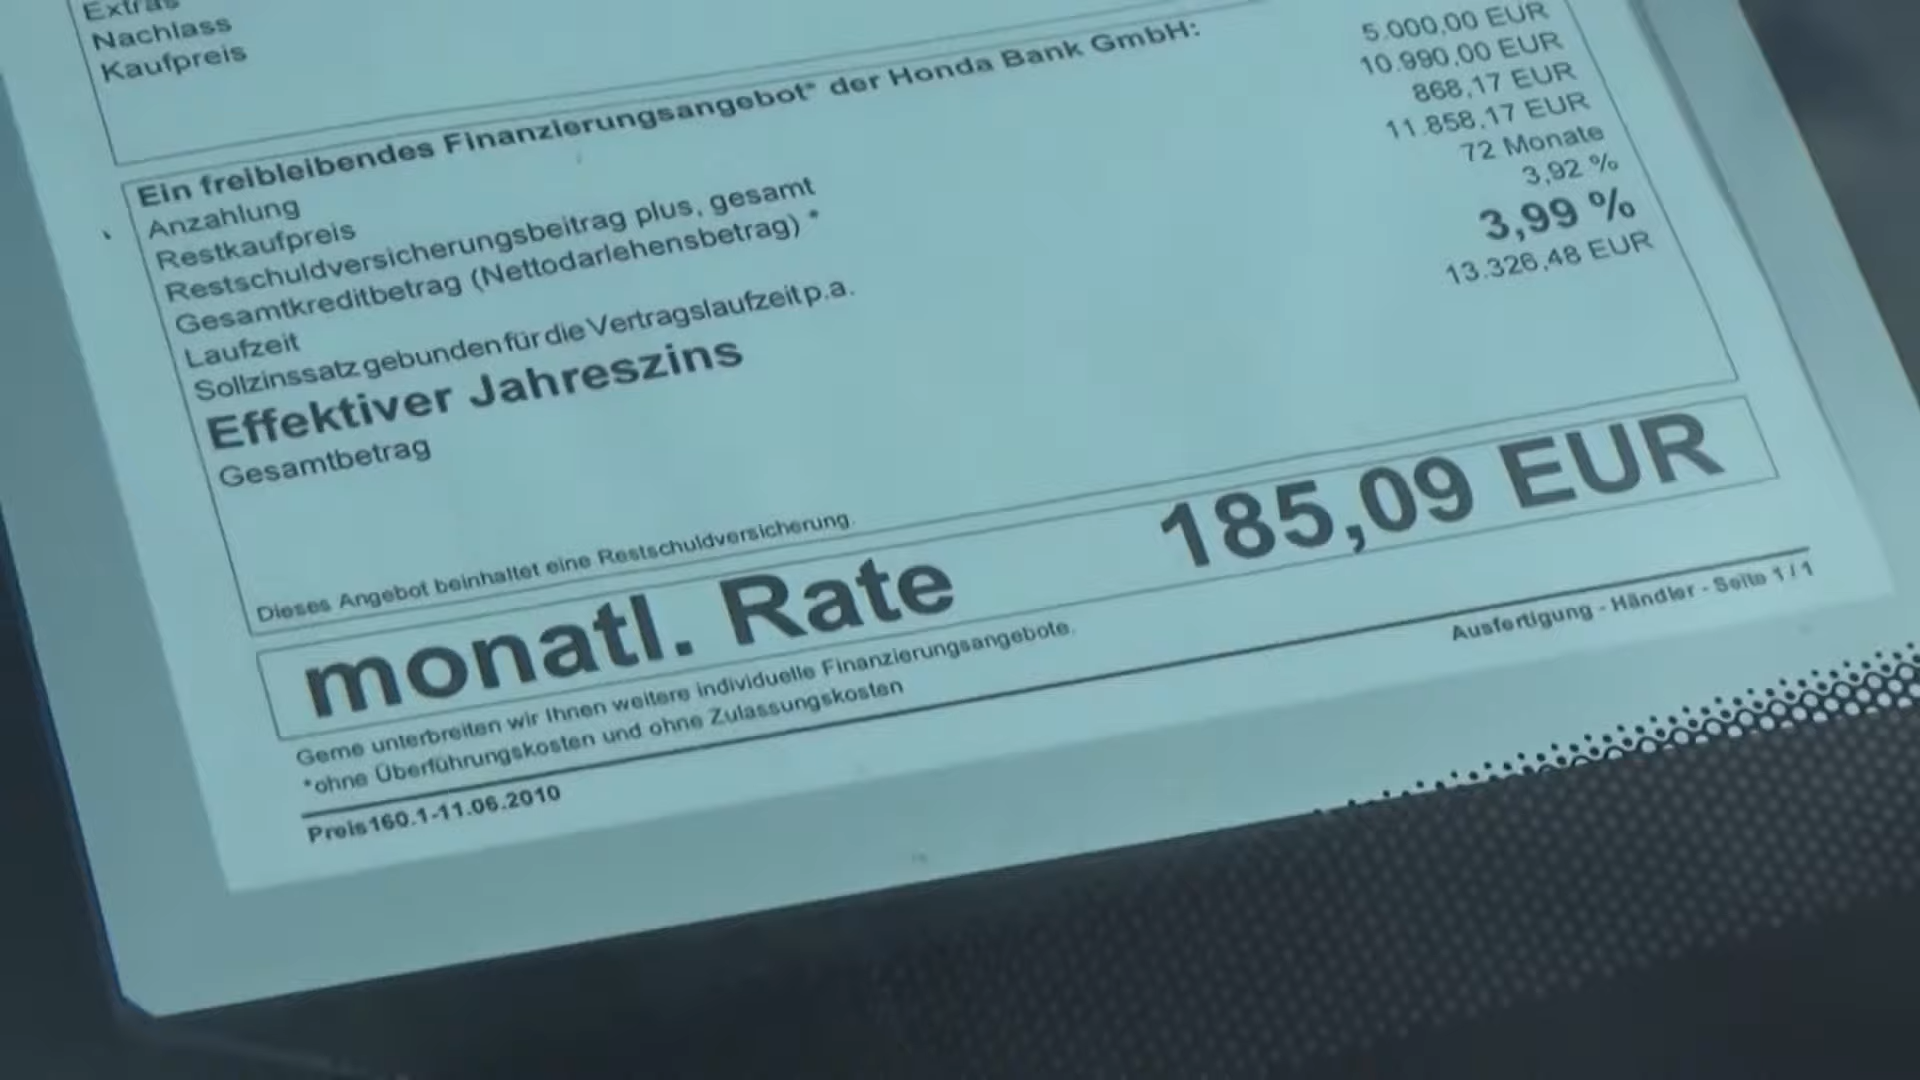 Extras
Nachlass
Kaufpreis
Ein freibleibendes Finanzierungsangebot* der Honda Bank GmbH:
Anzahlung 5.000,00 EUR
Restkaufpreis 10.990,00 EUR
Restschuldversicherungsbeitrag plus, gesamt 868,17 EUR
Gesamtkreditbetrag (Nettodarlehensbetrag) * 11.858,17 EUR
Laufzeit 72 Monate
Sollzinssatz gebunden für die Vertragslaufzeit p.a. 3,92 %
Effektiver Jahreszins 3,99 %
Gesamtbetrag 13.326,48 EUR
Dieses Angebot beinhaltet eine Restschuldversicherung.
monatl. Rate 185,09 EUR
Gerne unterbreiten wir Ihnen weitere individuelle Finanzierungsangebote.
*ohne Überführungskosten und ohne Zulassungskosten
Preis160.1-11.06.2010 Ausfertigung - Händler - Seite 1 / 1